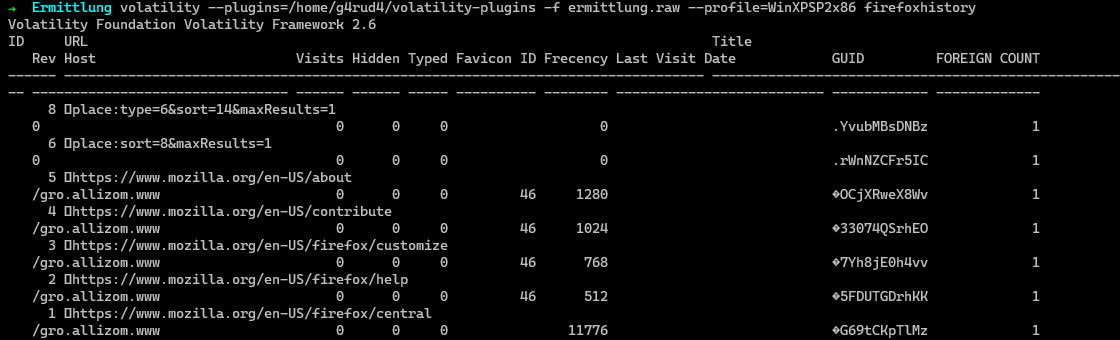 → Ermittlung volatility --plugins=/home/g4rud4/volatility-plugins -f ermittlung.raw --profile=WinXPSP2x86 firefoxhistory
Volatility Foundation Volatility Framework 2.6
ID     URL                                                                              Title
   Rev Host                         Visits Hidden Typed Favicon ID Frecency Last Visit Date            GUID         FOREIGN COUNT
------ -------------------------------------------------------------------------------- ---------------------------------------------------
-- -------------------------------- ------ ------ ----- ---------- -------- -------------------------- ------------ -------------
     8 place:type=6&sort=14&maxResults=1
   0                                     0      0     0                   0                            .YvubMBsDNBz             1
     6 place:sort=8&maxResults=1
   0                                     0      0     0                   0                            .rWnNZCFr5IC             1
     5 https://www.mozilla.org/en-US/about
   /gro.allizom.www                      0      0     0         46     1280                            �OCjXRweX8Wv             1
     4 https://www.mozilla.org/en-US/contribute
   /gro.allizom.www                      0      0     0         46     1024                            �33074QSrhEO             1
     3 https://www.mozilla.org/en-US/firefox/customize
   /gro.allizom.www                      0      0     0         46      768                            �7Yh8jE0h4vv             1
     2 https://www.mozilla.org/en-US/firefox/help
   /gro.allizom.www                      0      0     0         46      512                            �5FDUTGDrhKK             1
     1 https://www.mozilla.org/en-US/firefox/central
   /gro.allizom.www                      0      0     0               11776                            �G69tCKpTlMz             1